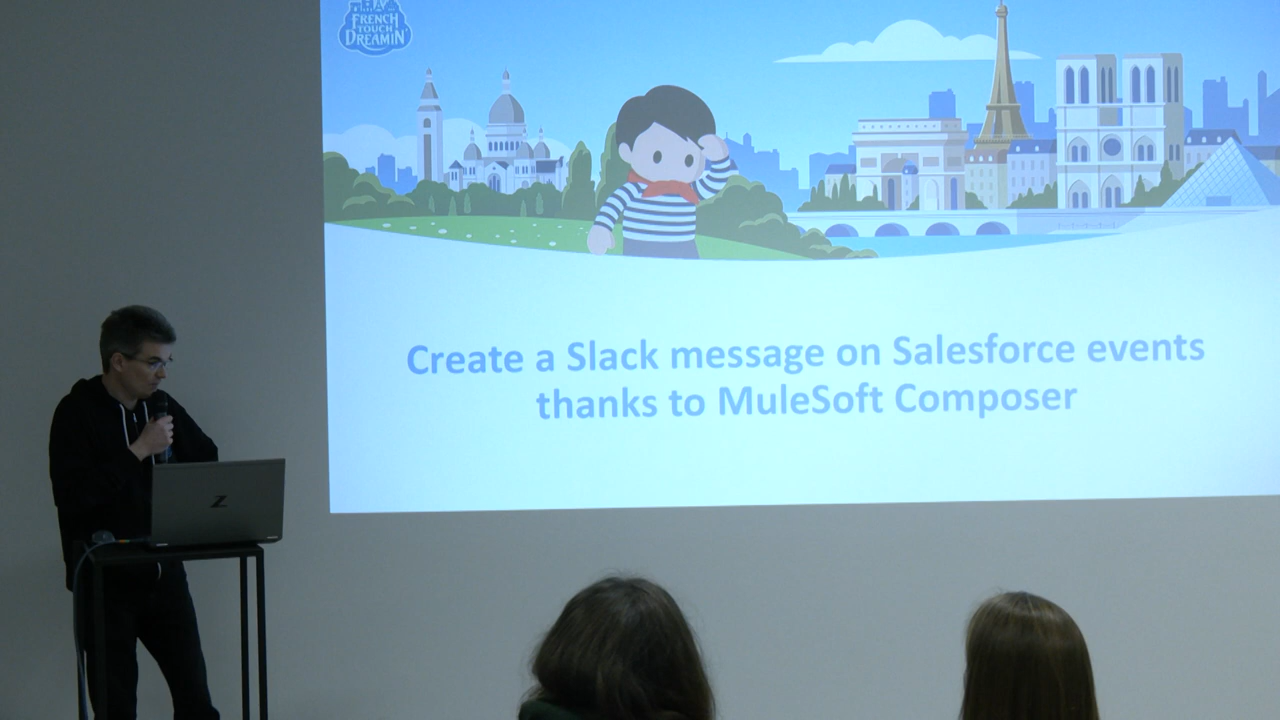 FRENCH
TOUCH
DREAMIN'
Create a Slack message on Salesforce events
thanks to MuleSoft Composer
Z